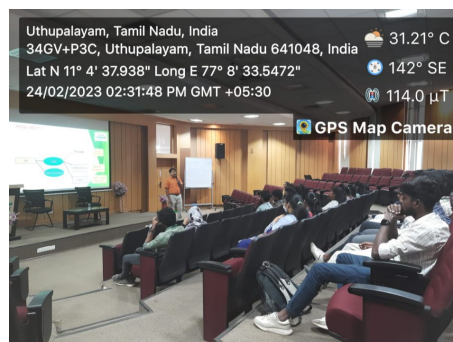 Uthupalayam, Tamil Nadu, India
34GV+P3C, Uthupalayam, Tamil Nadu 641048, India
Lat N 11° 4' 37.938" Long E 77° 8' 33.5472"
24/02/2023 02:31:48 PM GMT +05:30
31.21° C
142° SE
114.0 µT
GPS Map Camera